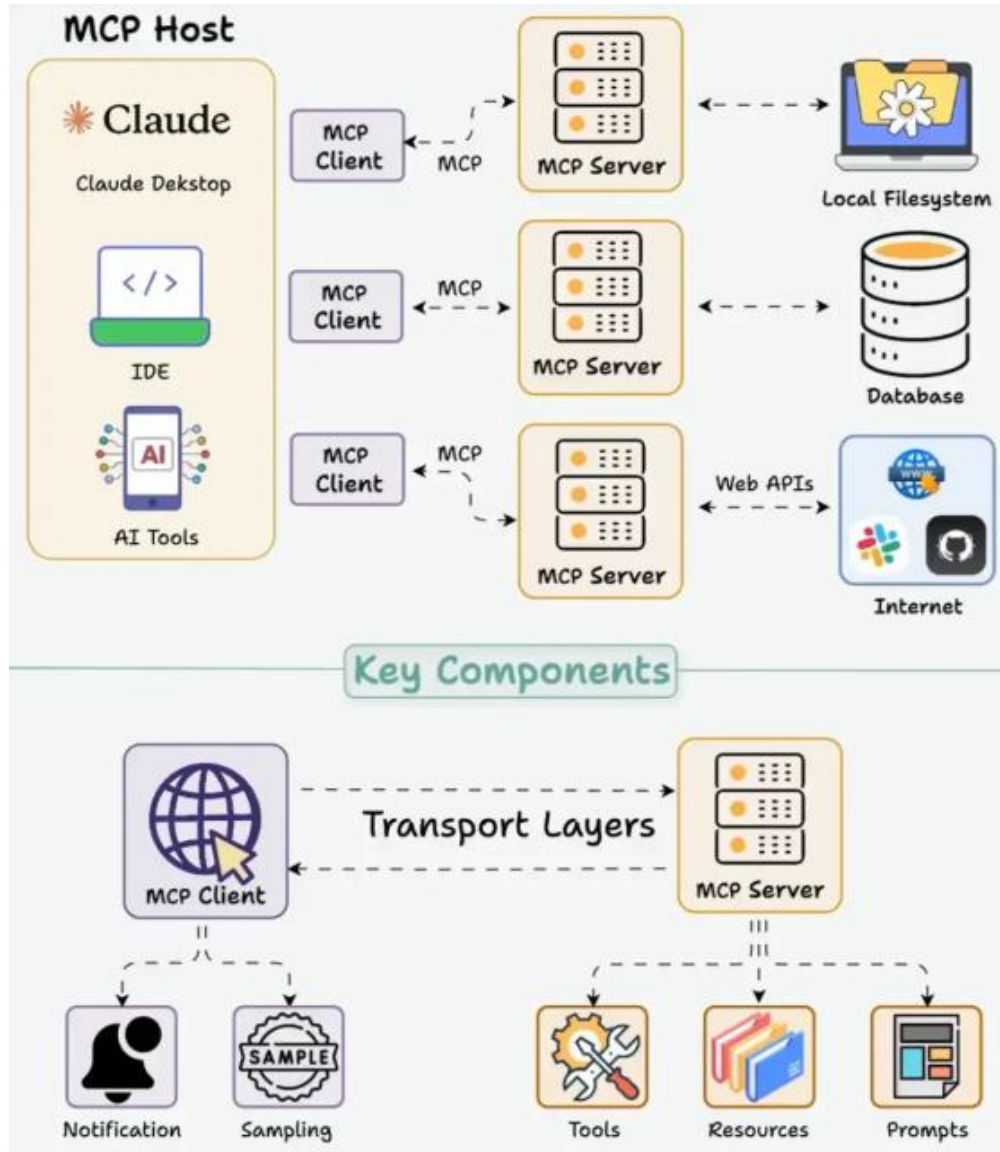 MCP Host
Claude
Claude Dekstop
IDE
AI
AI Tools
MCP
Client
MCP
MCP Server
Local Filesystem
MCP
Client
MCP
MCP Server
Database
MCP
Client
MCP
MCP Server
Web APIs
WWW
Internet
Key Components
MCP Client
Transport Layers
MCP Server
Notification
SAMPLE
Sampling
Tools
Resources
Prompts